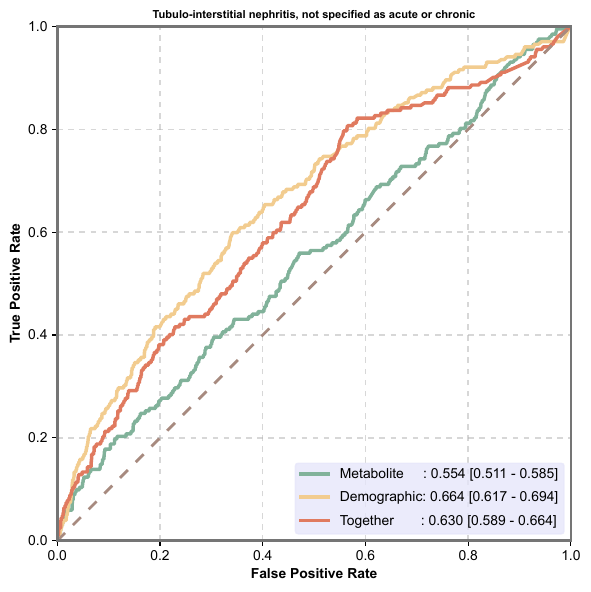 Tubulo-interstitial nephritis, not specified as acute or chronic
1.0
0.8
0.6
0.4
0.2
0.0
True Positive Rate
Metabolite : 0.554 [0.511 - 0.585]
Demographic: 0.664 [0.617 - 0.694]
Together : 0.630 [0.589 - 0.664]
0.0 0.2 0.4 0.6 0.8 1.0
False Positive Rate